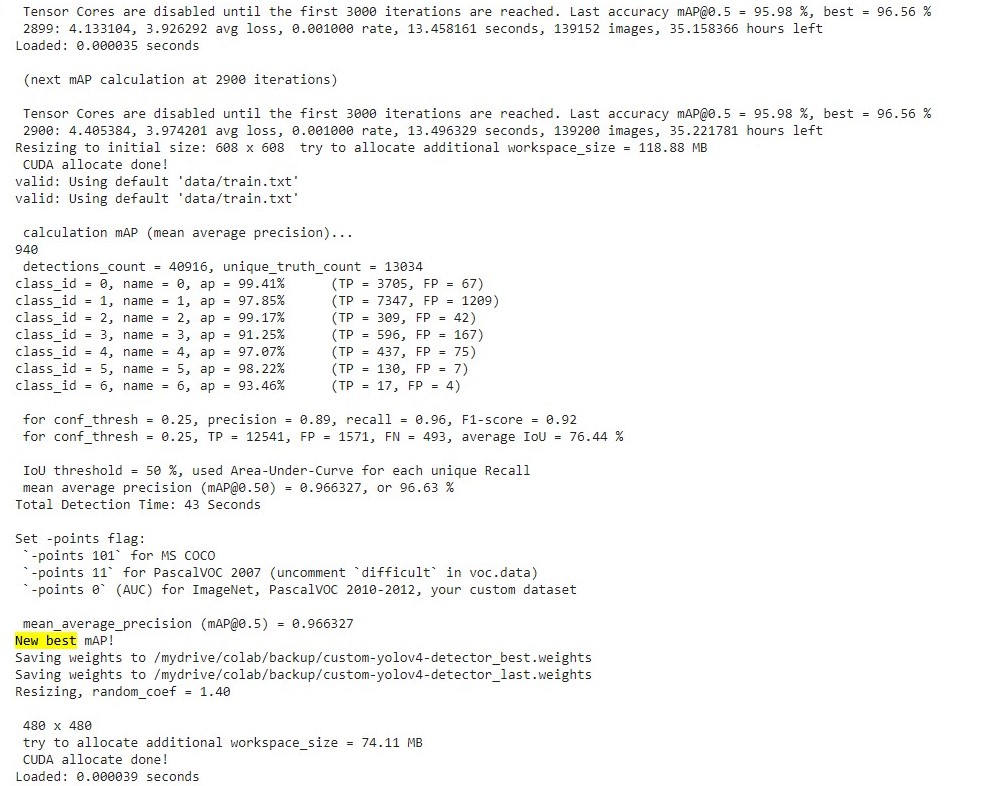 Tensor Cores are disabled until the first 3000 iterations are reached. Last accuracy mAP@0.5 = 95.98 %, best = 96.56 %
2899: 4.133104, 3.926292 avg loss, 0.001000 rate, 13.458161 seconds, 139152 images, 35.158366 hours left
Loaded: 0.000035 seconds
(next mAP calculation at 2900 iterations)
Tensor Cores are disabled until the first 3000 iterations are reached. Last accuracy mAP@0.5 = 95.98 %, best = 96.56 %
2900: 4.405384, 3.974201 avg loss, 0.001000 rate, 13.496329 seconds, 139200 images, 35.221781 hours left
Resizing to initial size: 608 x 608  try to allocate additional workspace_size = 118.88 MB
CUDA allocate done!
valid: Using default 'data/train.txt'
valid: Using default 'data/train.txt'
calculation mAP (mean average precision)...
940
detections_count = 40916, unique_truth_count = 13034
class_id = 0, name = 0, ap = 99.41%      (TP = 3705, FP = 67)
class_id = 1, name = 1, ap = 97.85%      (TP = 7347, FP = 1209)
class_id = 2, name = 2, ap = 99.17%      (TP = 309, FP = 42)
class_id = 3, name = 3, ap = 91.25%      (TP = 596, FP = 167)
class_id = 4, name = 4, ap = 97.07%      (TP = 437, FP = 75)
class_id = 5, name = 5, ap = 98.22%      (TP = 130, FP = 7)
class_id = 6, name = 6, ap = 93.46%      (TP = 17, FP = 4)
for conf_thresh = 0.25, precision = 0.89, recall = 0.96, F1-score = 0.92
for conf_thresh = 0.25, TP = 12541, FP = 1571, FN = 493, average IoU = 76.44 %
IoU threshold = 50 %, used Area-Under-Curve for each unique Recall
mean average precision (mAP@0.50) = 0.966327, or 96.63 %
Total Detection Time: 43 Seconds
Set -points flag:
`-points 101` for MS COCO
`-points 11` for PascalVOC 2007 (uncomment `difficult` in voc.data)
`-points 0` (AUC) for ImageNet, PascalVOC 2010-2012, your custom dataset
mean_average_precision (mAP@0.5) = 0.966327
New best mAP!
Saving weights to /mydrive/colab/backup/custom-yolov4-detector_best.weights
Saving weights to /mydrive/colab/backup/custom-yolov4-detector_last.weights
Resizing, random_coef = 1.40
480 x 480
try to allocate additional workspace_size = 74.11 MB
CUDA allocate done!
Loaded: 0.000039 seconds